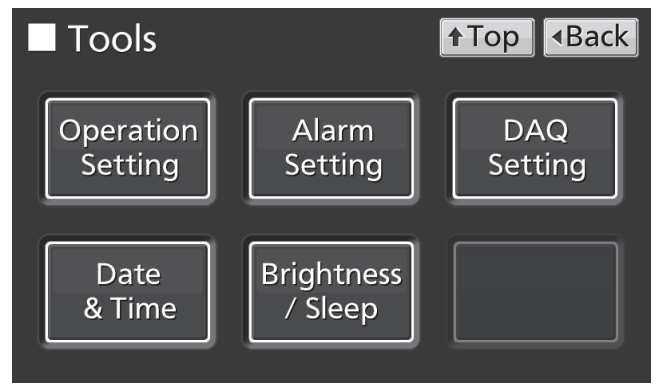 Tools
Top
Back
Operation
Setting
Alarm
Setting
DAQ
Setting
Date
& Time
Brightness
/ Sleep